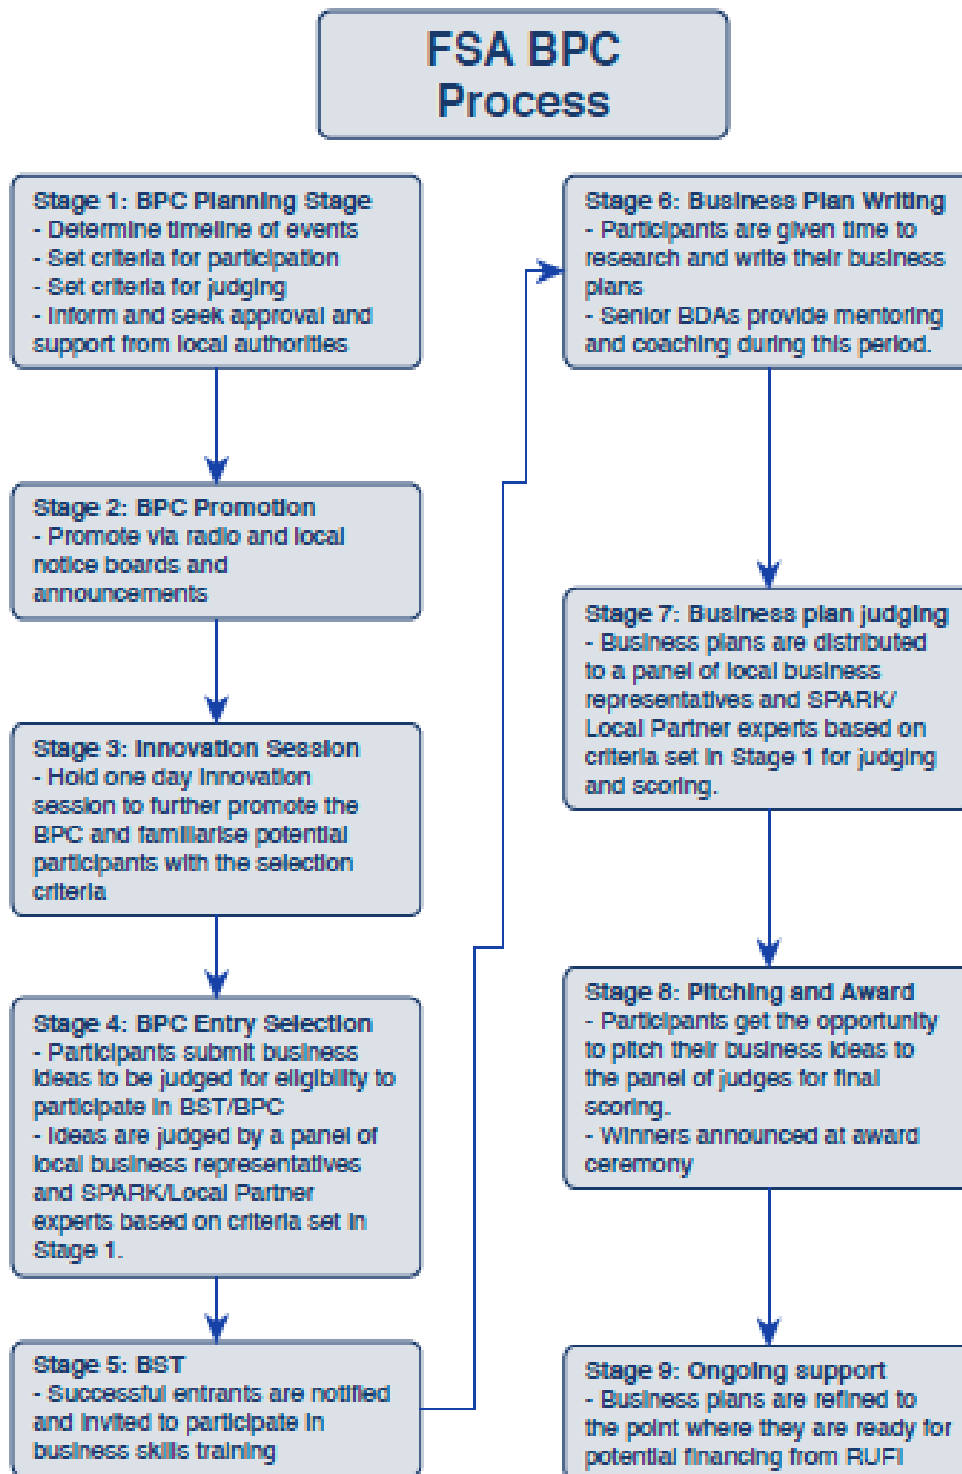 FSA BPC
Process
Stage 1: BPC Planning Stage
- Determine timeline of events
- Set criteria for participation
- Set criteria for judging
- Inform and seek approval and
support from local authorities
Stage 2: BPC Promotion
- Promote via radio and local
notice boards and
announcements
Stage 3: Innovation Session
- Hold one day innovation
session to further promote the
BPC and familiarise potential
participants with the selection
criteria
Stage 4: BPC Entry Selection
- Participants submit business
ideas to be judged for eligibility to
participate in BST/BPC
- Ideas are judged by a panel of
local business representatives
and SPARK/Local Partner
experts based on criteria set in
Stage 1.
Stage 5: BST
- Successful entrants are notified
and invited to participate in
business skills training
Stage 6: Business Plan Writing
- Participants are given time to
research and write their business
plans
- Senior BDAs provide mentoring
and coaching during this period.
Stage 7: Business plan judging
- Business plans are distributed
to a panel of local business
representatives and SPARK/
Local Partner experts based on
criteria set in Stage 1 for judging
and scoring.
Stage 8: Pitching and Award
- Participants get the opportunity
to pitch their business ideas to
the panel of judges for final
scoring.
- Winners announced at award
ceremony
Stage 9: Ongoing support
- Business plans are refined to
the point where they are ready for
potential financing from RUFI